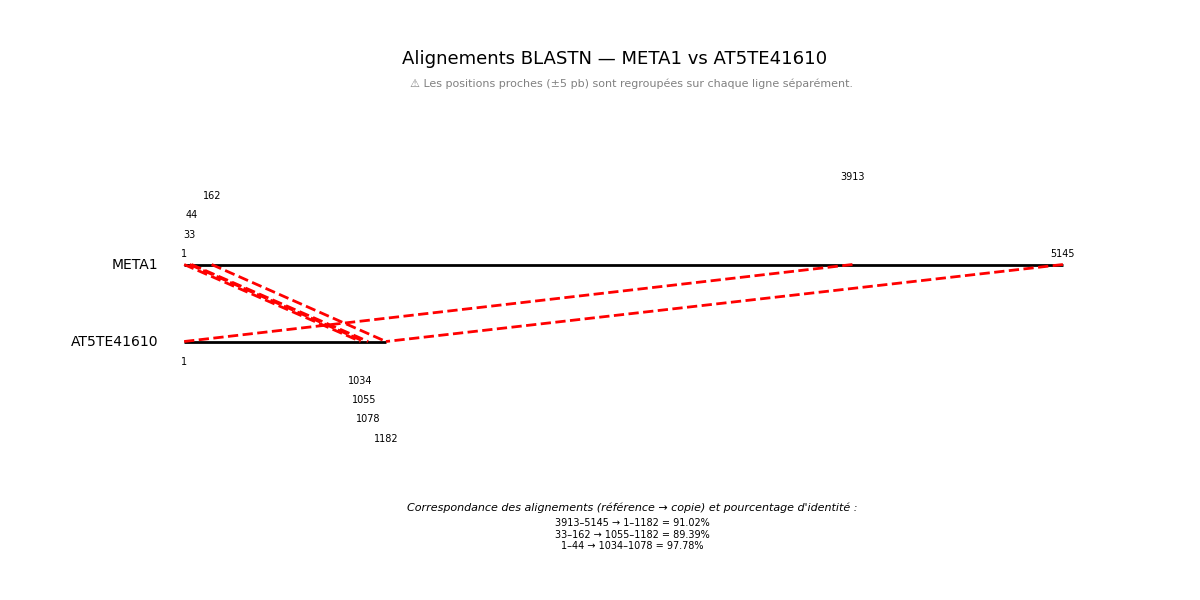 Alignements BLASTN — META1 vs AT5TE41610
⚠ Les positions proches (±5 pb) sont regroupées sur chaque ligne séparément.
3913
162
44
33
1
5145
META1
AT5TE41610
1
1034
1055
1078
1182
Correspondance des alignements (référence → copie) et pourcentage d'identité :
3913–5145 → 1–1182 = 91.02%
33–162 → 1055–1182 = 89.39%
1–44 → 1034–1078 = 97.78%